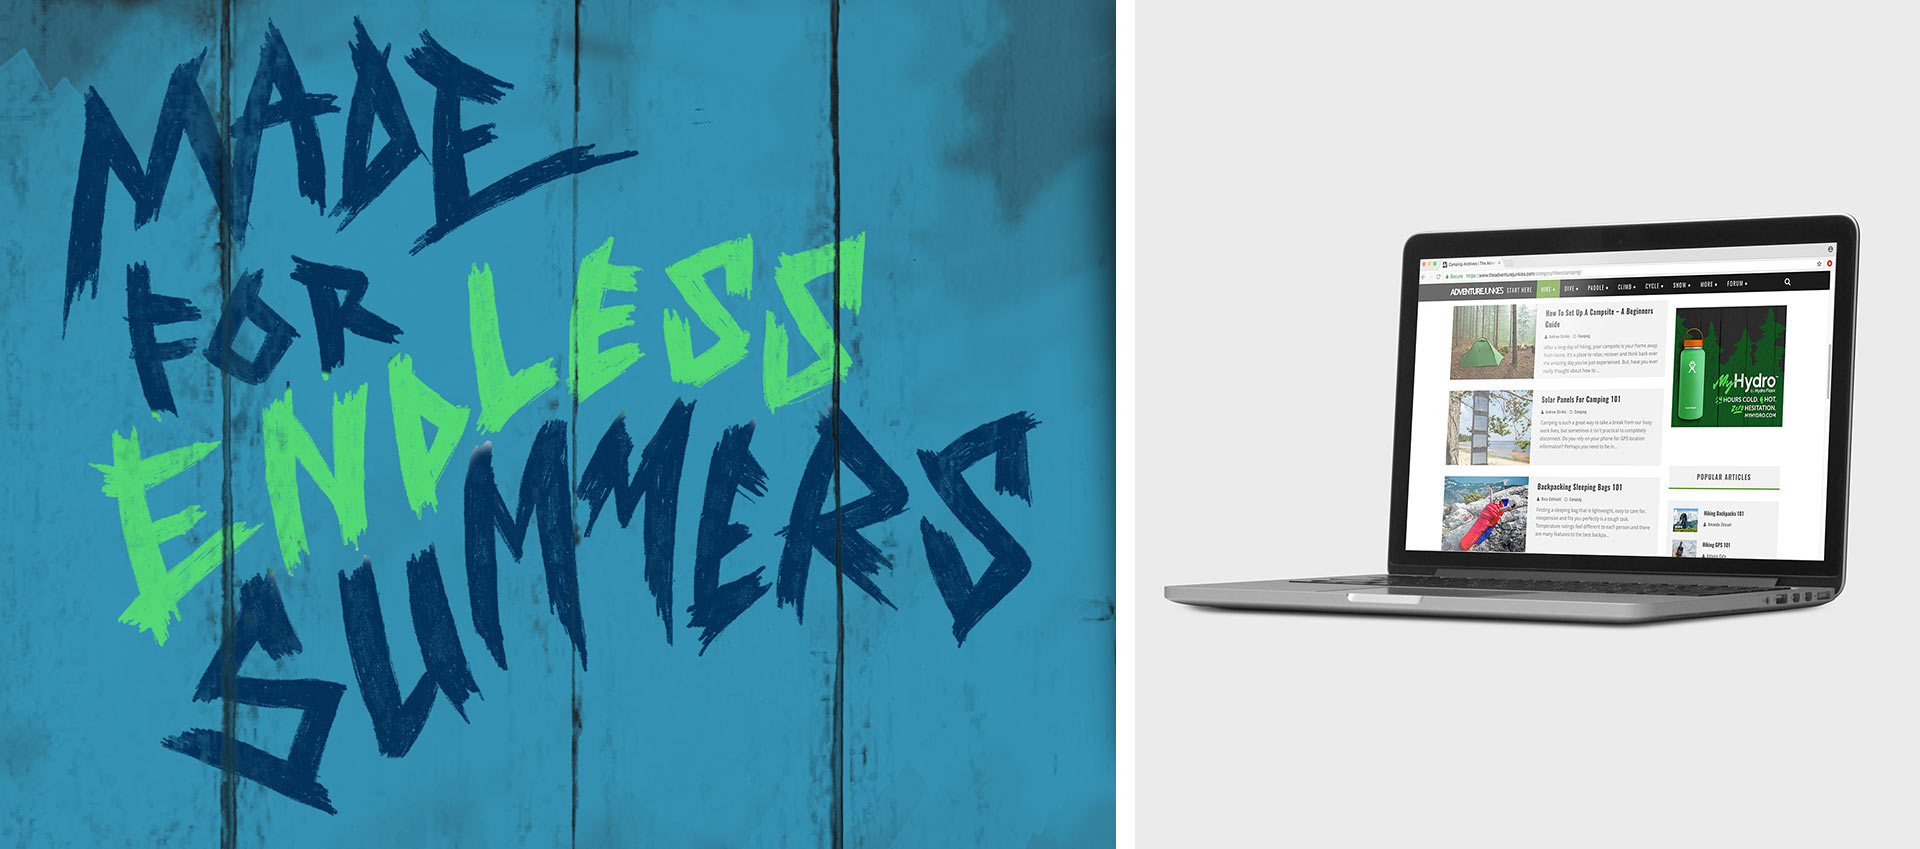 MADE
FOR
ENDLESS
SUMMERS
Camping Archives | The Adve
Secure https://www.theadventurejunkies.com/category/hikes/camping/
ADVENTURE JUNKIES START HERE HIKE + DIVE + PADDLE + CLIMB + CYCLE + SNOW + MORE + FORUM +
How To Set Up A Campsite – A Beginners
Guide
Camping
After a long day of hiking, your campsite is your home away
from home. It's a place to relax, recover and think back over
the amazing day you've just experienced. But, have you ever
really thought about how to ...
Solar Panels For Camping 101
Camping
Camping is such a great way to take a break from our busy
work lives, but sometimes it isn't practical to completely
disconnect. Do you rely on your phone for GPS location
information? Perhaps you need to be in...
Backpacking Sleeping Bags 101
Camping
Finding a sleeping bag that is lightweight, easy to care for,
inexpensive and fits you perfectly is a tough task.
Temperature ratings feel different to each person and there
are many features to the best backpa...
MyHydro™
by Hydro Flask
24 HOURS COLD. 6 HOT.
ZERO HESITATION.
MYHYDRO.COM
POPULAR ARTICLES
Hiking Backpacks 101
Hiking GPS 101